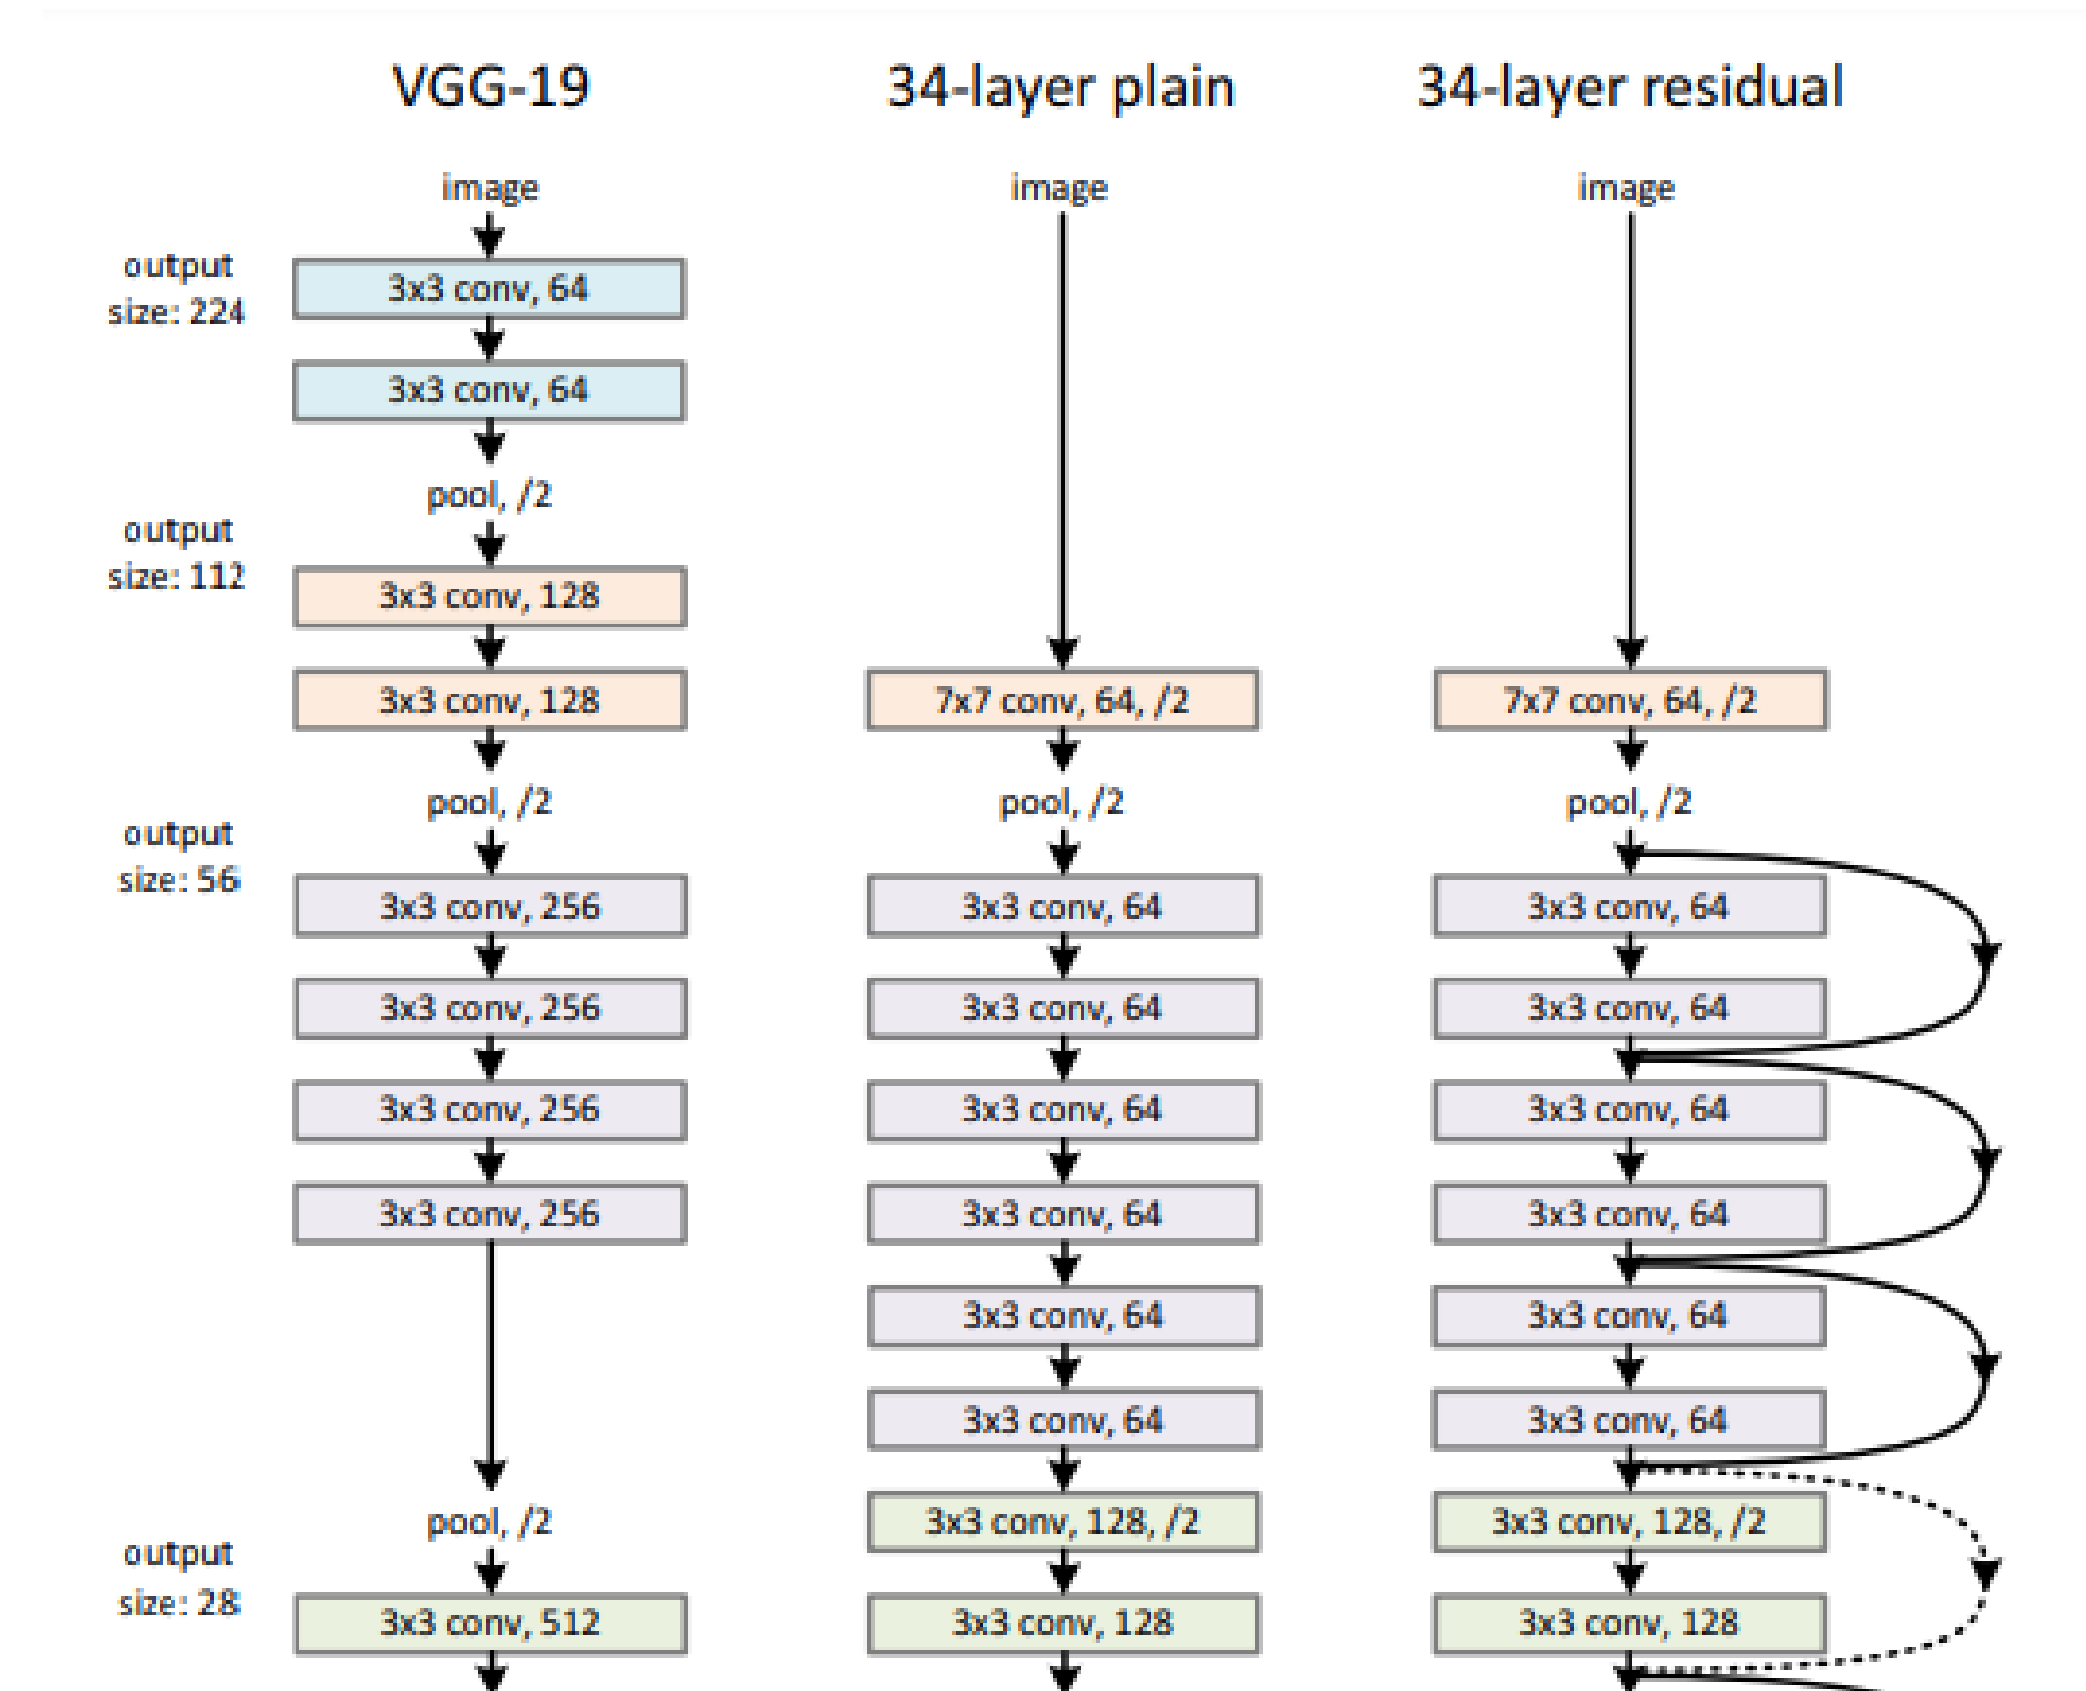 VGG-19
34-layer plain
34-layer residual
image
image
image
output
size: 224
3x3 conv, 64
3x3 conv, 64
pool, /2
output
size: 112
3x3 conv, 128
3x3 conv, 128
7x7 conv, 64, /2
7x7 conv, 64, /2
pool, /2
pool, /2
pool, /2
output
size: 56
3x3 conv, 256
3x3 conv, 64
3x3 conv, 64
3x3 conv, 256
3x3 conv, 64
3x3 conv, 64
3x3 conv, 256
3x3 conv, 64
3x3 conv, 64
3x3 conv, 256
3x3 conv, 64
3x3 conv, 64
3x3 conv, 64
3x3 conv, 64
3x3 conv, 64
3x3 conv, 64
pool, /2
3x3 conv, 128, /2
3x3 conv, 128, /2
output
size: 28
3x3 conv, 512
3x3 conv, 128
3x3 conv, 128